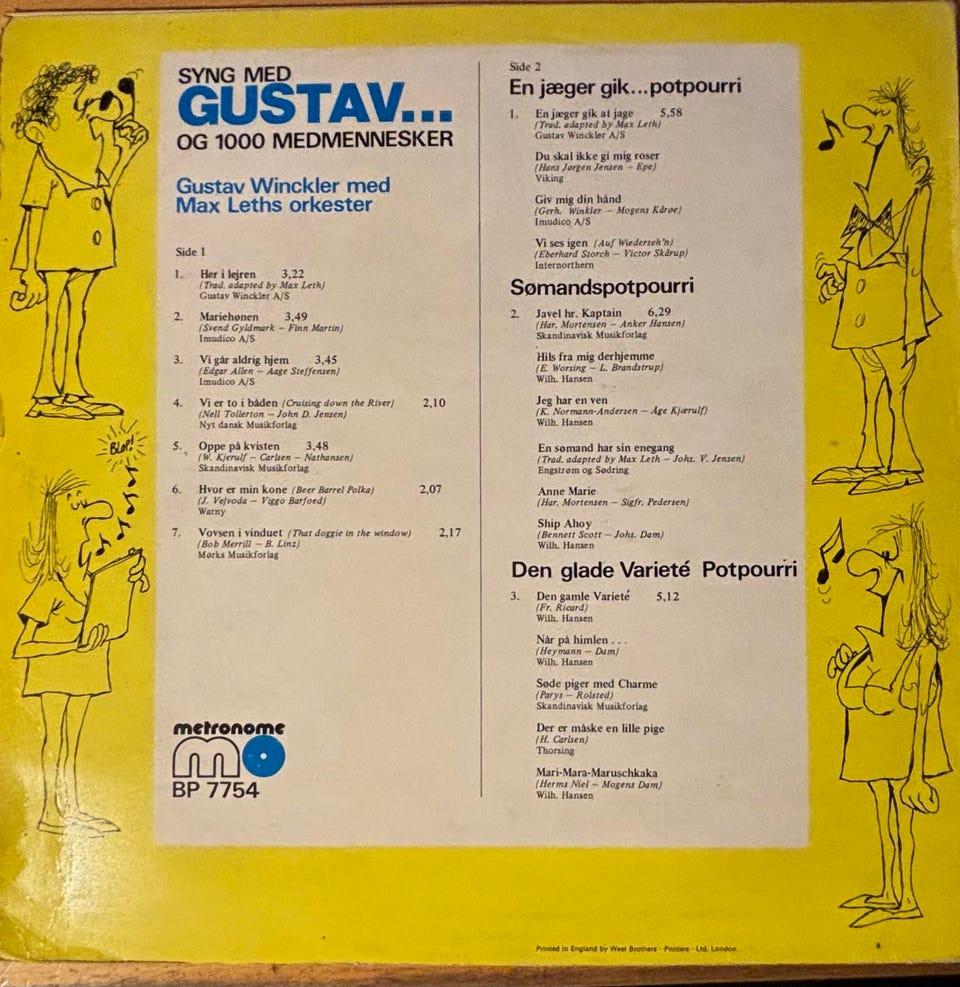 SYNG MED
GUSTAV...
OG 1000 MEDMENNESKER
Gustav Winckler med
Max Leths orkester
Side 1
1. Her i lejren 3,22
(Trad. adapted by Max Leth)
Gustav Winckler A/S
2. Mariehønen 3,49
(Svend Gyldmark – Finn Martin)
Imudico A/S
3. Vi går aldrig hjem 3,45
(Edgar Allen – Aage Steffensen)
Imudico A/S
4. Vi er to i båden (Cruising down the River) 2,10
(Nell Tollerton – John D. Jensen)
Nyt dansk Musikforlag
5. Oppe på kvisten 3,48
(W. Kjerulf – Carlsen – Nathansen)
Skandinavisk Musikforlag
6. Hvor er min kone (Beer Barrel Polka) 2,07
(J. Vejvoda – Viggo Barfoed)
Warny
7. Vovsen i vinduet (That doggie in the window) 2,17
(Bob Merrill – B. Linz)
Mørks Musikforlag
metronome
mo
BP 7754
Side 2
En jæger gik...potpourri
1. En jæger gik at jage 5,58
(Trad. adapted by Max Leth)
Gustav Winckler A/S
Du skal ikke gi mig roser
(Hans Jørgen Jensen – Epe)
Viking
Giv mig din hånd
(Gerh. Winkler – Mogens Kårøe)
Imudico A/S
Vi ses igen (Auf Wiederseh'n)
(Eberhard Storch – Victor Skårup)
Internorthern
Sømandspotpourri
2. Javel hr. Kaptain 6,29
(Har. Mortensen – Anker Hansen)
Skandinavisk Musikforlag
Hils fra mig derhjemme
(E. Worsing – L. Brandstrup)
Wilh. Hansen
Jeg har en ven
(K. Normann-Andersen – Åge Kjærulf)
Wilh. Hansen
En sømand har sin enegang
(Trad. adapted by Max Leth – Johs. V. Jensen)
Engstrøm og Sødring
Anne Marie
(Har. Mortensen – Sigfr. Pedersen)
Ship Ahoy
(Bennett Scott – Johs. Dam)
Wilh. Hansen
Den glade Varieté Potpourri
3. Den gamle Varieté 5,12
(Fr. Ricard)
Wilh. Hansen
Når på himlen . . .
(Heymann – Dam)
Wilh. Hansen
Søde piger med Charme
(Parys – Rolsted)
Skandinavisk Musikforlag
Der er måske en lille pige
(H. Carlsen)
Thorsing
Mari-Mara-Maruschkaka
(Herms Niel – Mogens Dam)
Wilh. Hansen
BLOP!
Printed in England by West Brothers · Printers · Ltd. London.